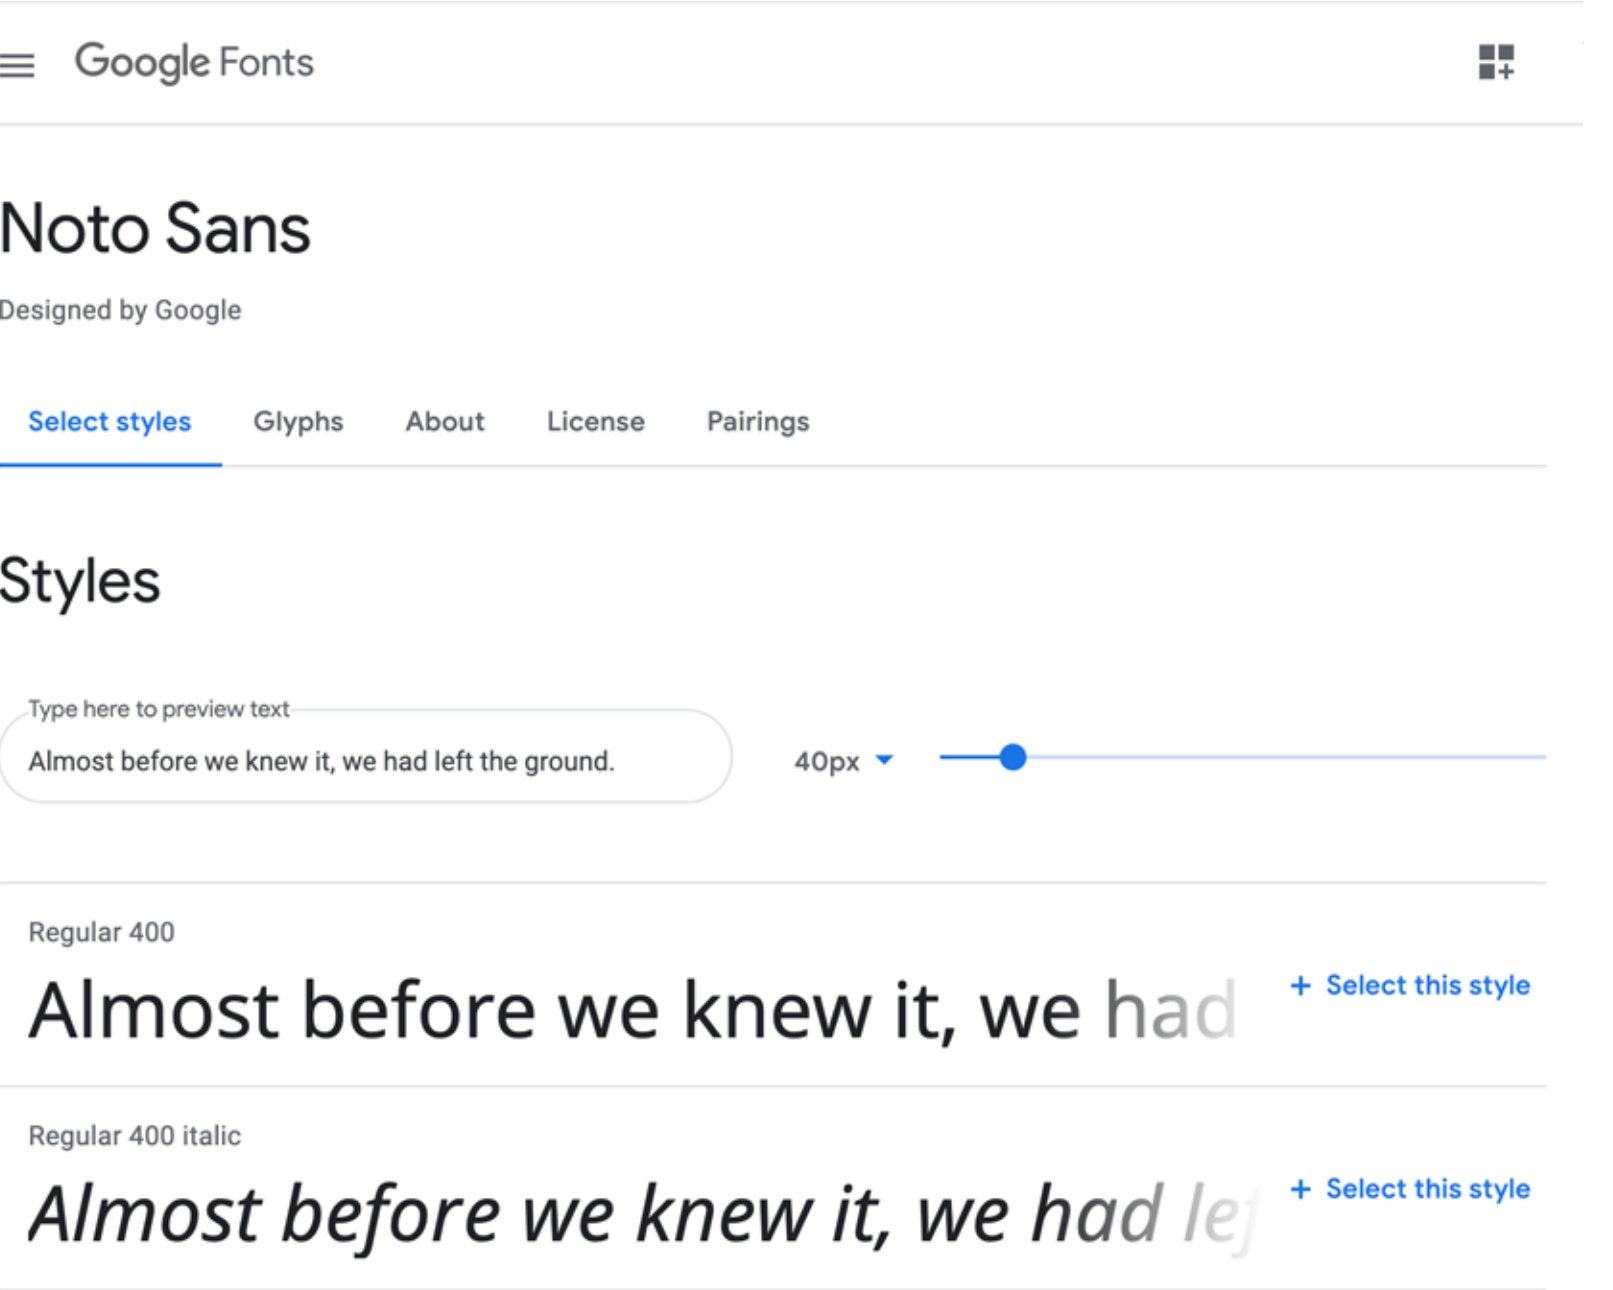 Google Fonts
Noto Sans
Designed by Google
Select styles Glyphs About License Pairings
Styles
Type here to preview text
Almost before we knew it, we had left the ground.
40px
Regular 400
Almost before we knew it, we had
+ Select this style
Regular 400 italic
Almost before we knew it, we had lef
+ Select this style